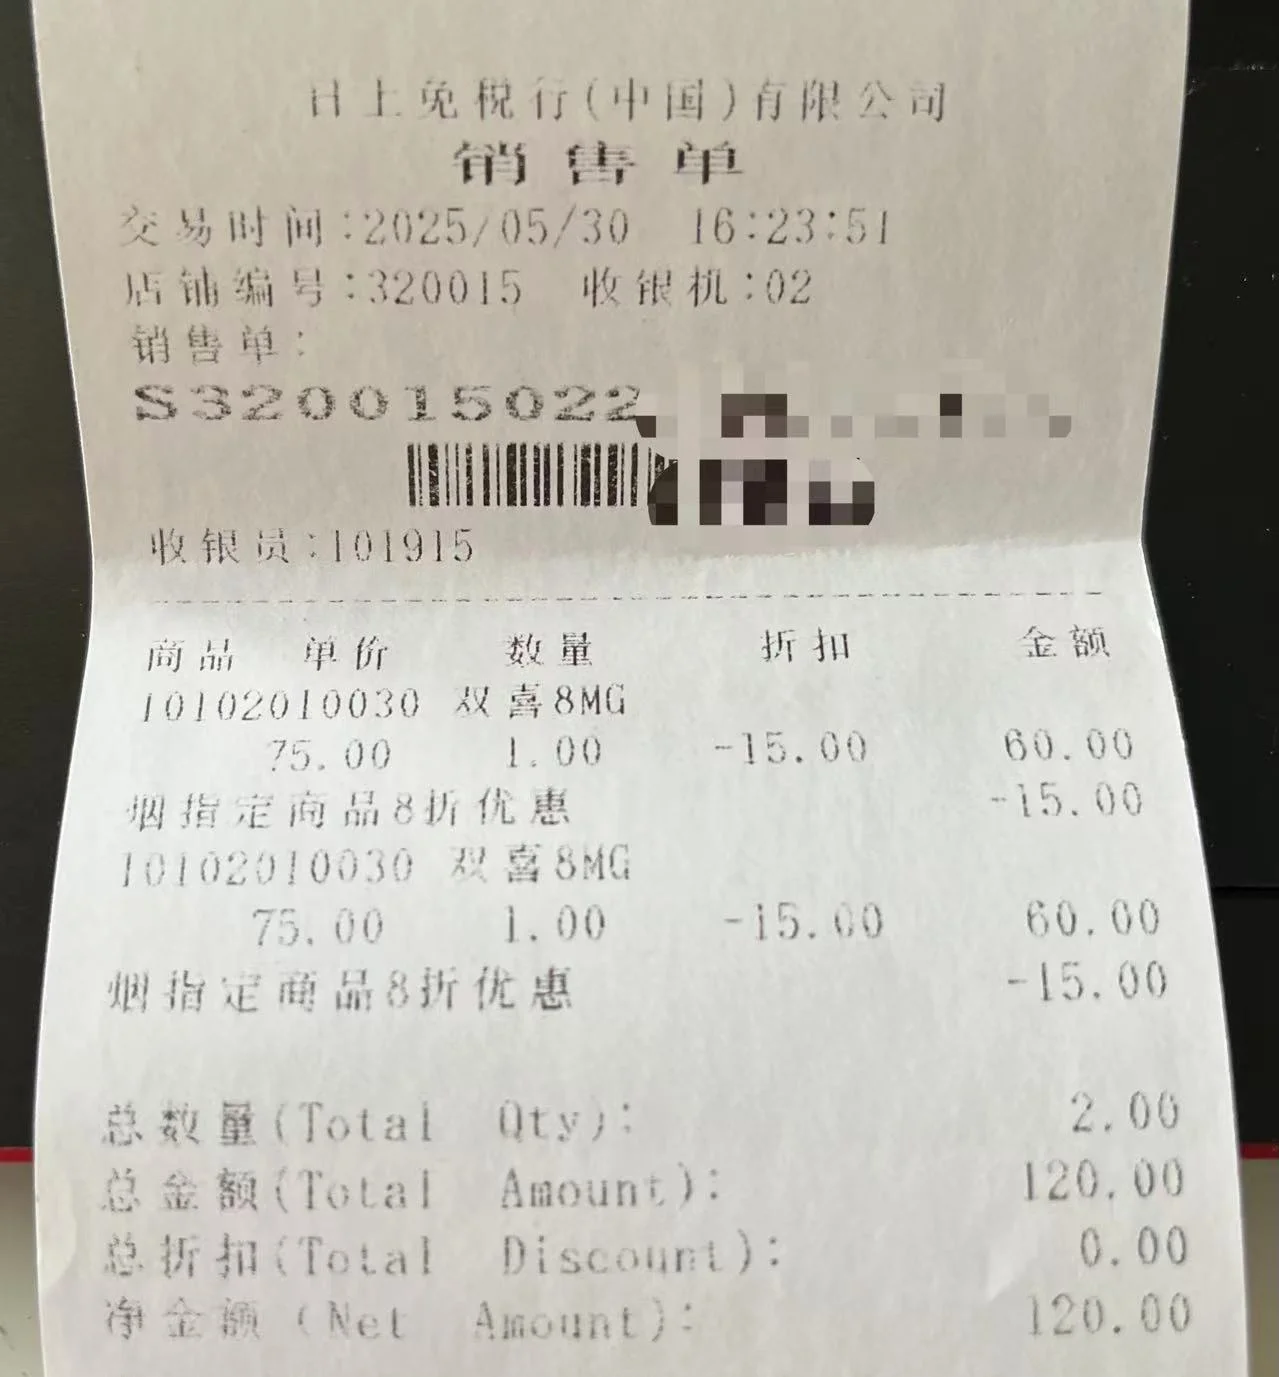 日上免税行(中国)有限公司
销售单
交易时间:2025/05/30 16:23:51
店铺编号:320015 收银机:02
销售单:
S320015022
收银员:101915
商品 单价 数量 折扣 金额
10102010030 双喜8MG
75.00 1.00 -15.00 60.00
烟指定商品8折优惠 -15.00
10102010030 双喜8MG
75.00 1.00 -15.00 60.00
烟指定商品8折优惠 -15.00
总数量(Total Qty): 2.00
总金额(Total Amount): 120.00
总折扣(Total Discount): 0.00
净金额(Net Amount): 120.00